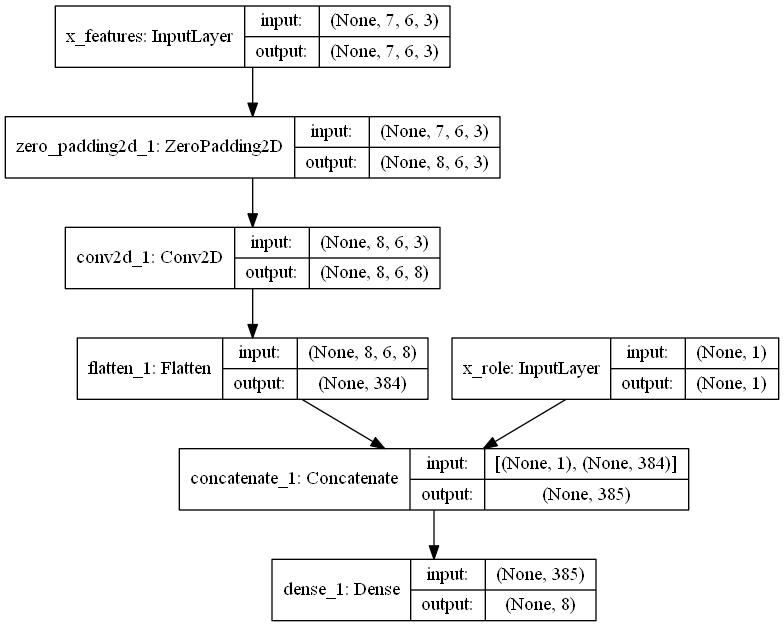 x_features: InputLayer
input: (None, 7, 6, 3)
output: (None, 7, 6, 3)
zero_padding2d_1: ZeroPadding2D
input: (None, 7, 6, 3)
output: (None, 8, 6, 3)
conv2d_1: Conv2D
input: (None, 8, 6, 3)
output: (None, 8, 6, 8)
flatten_1: Flatten
input: (None, 8, 6, 8)
output: (None, 384)
x_role: InputLayer
input: (None, 1)
output: (None, 1)
concatenate_1: Concatenate
input: [(None, 1), (None, 384)]
output: (None, 385)
dense_1: Dense
input: (None, 385)
output: (None, 8)